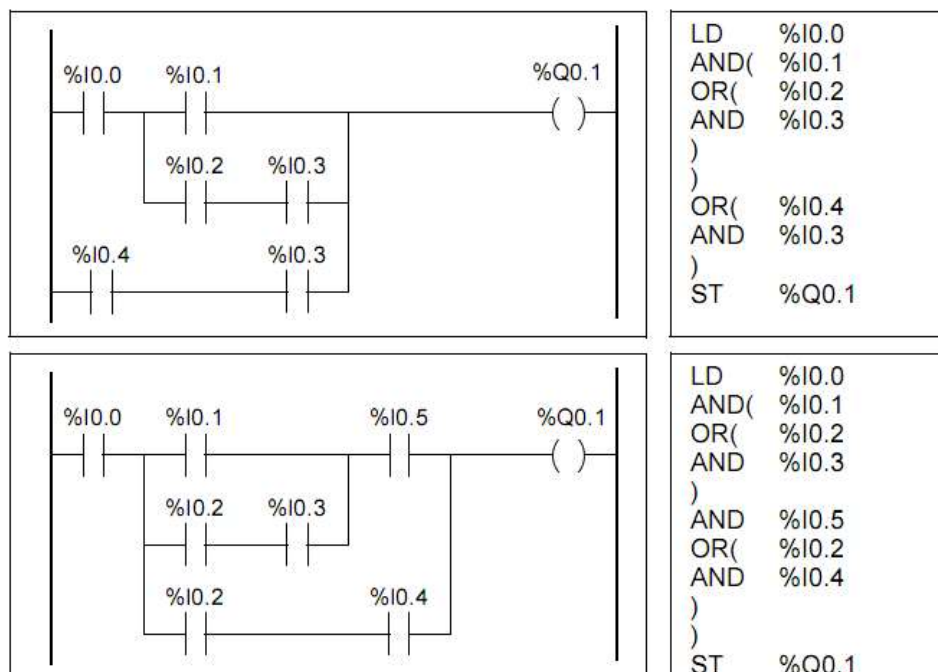 %I0.0 %I0.1 %Q0.1
%I0.2 %I0.3
%I0.4 %I0.3
LD %I0.0
AND( %I0.1
OR( %I0.2
AND %I0.3
)
)
OR( %I0.4
AND %I0.3
)
ST %Q0.1
%I0.0 %I0.1 %I0.5 %Q0.1
%I0.2 %I0.3
%I0.2 %I0.4
LD %I0.0
AND( %I0.1
OR( %I0.2
AND %I0.3
)
AND %I0.5
OR( %I0.2
AND %I0.4
)
)
ST %Q0.1